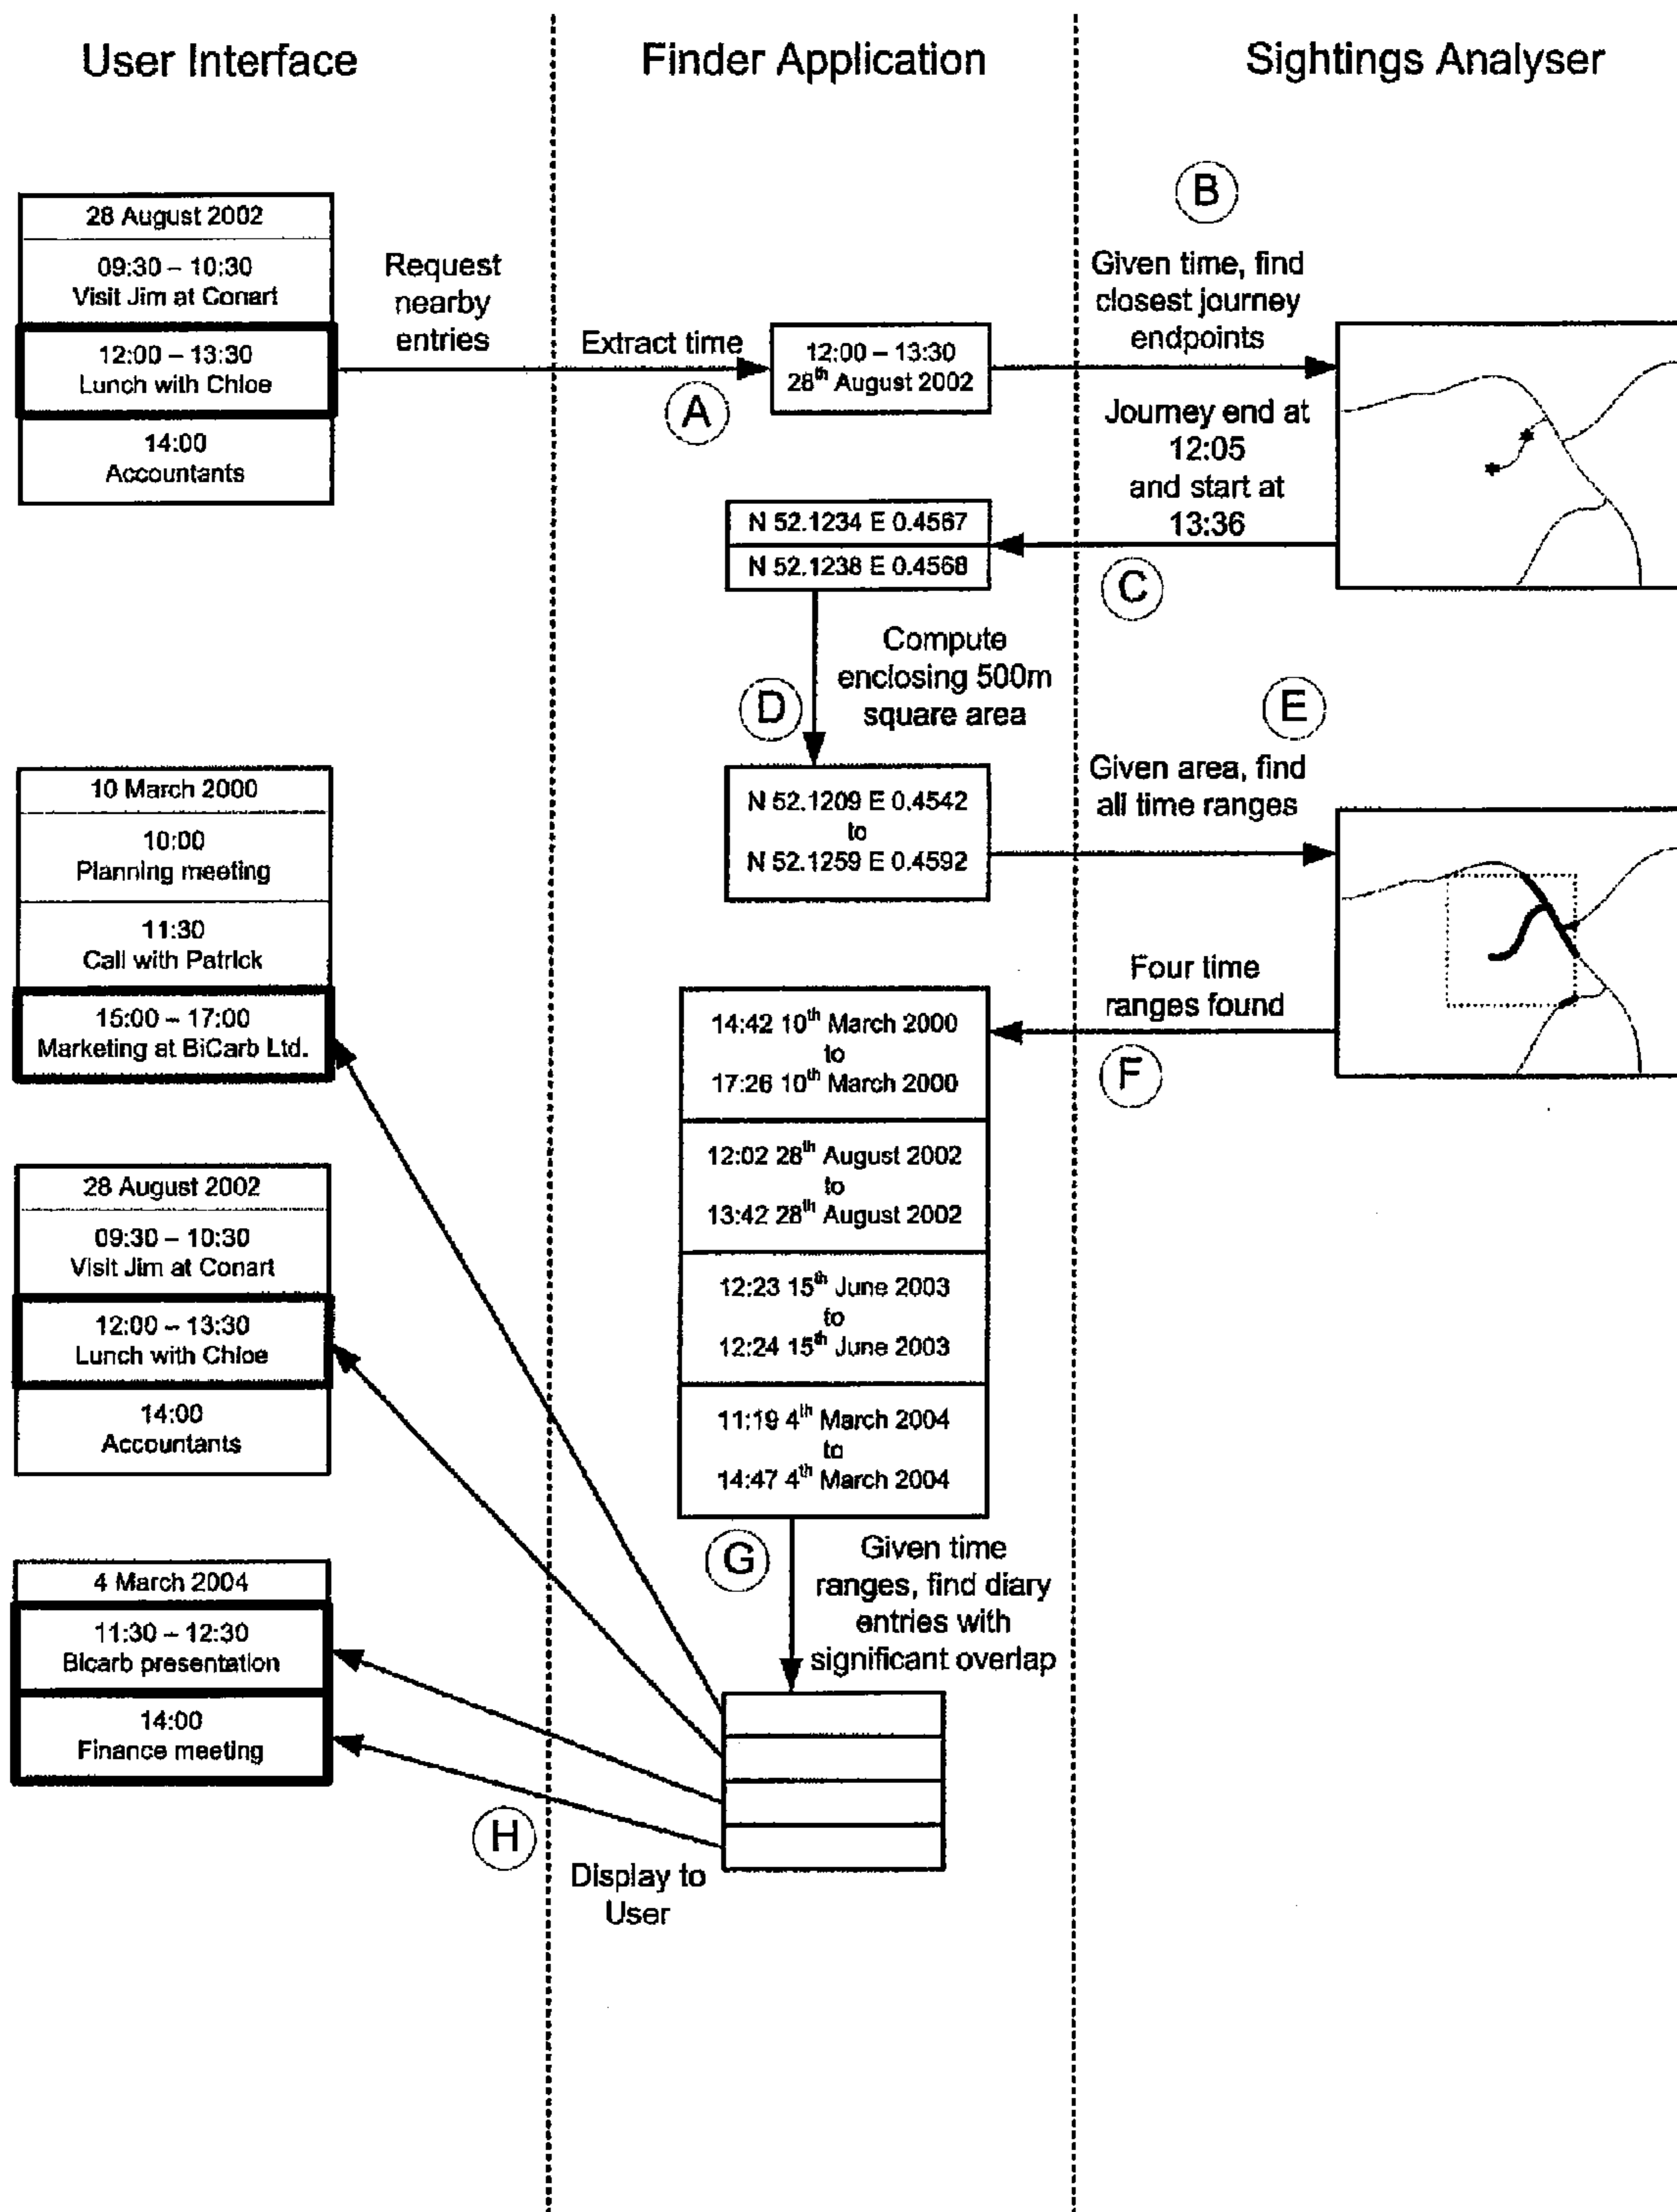 User Interface
Finder Application
Sightings Analyser
28 August 2002
09:30 – 10:30
Visit Jim at Conart
12:00 – 13:30
Lunch with Chloe
14:00
Accountants
Request
nearby
entries
Extract time
A
12:00 – 13:30
28th August 2002
B
Given time, find
closest journey
endpoints
Journey end at
12:05
and start at
13:36
C
N 52.1234 E 0.4567
N 52.1238 E 0.4568
Compute
enclosing 500m
square area
D
N 52.1209 E 0.4542
to
N 52.1259 E 0.4592
E
Given area, find
all time ranges
Four time
ranges found
F
14:42 10th March 2000
to
17:26 10th March 2000
12:02 28th August 2002
to
13:42 28th August 2002
12:23 15th June 2003
to
12:24 15th June 2003
11:19 4th March 2004
to
14:47 4th March 2004
G
Given time
ranges, find diary
entries with
significant overlap
10 March 2000
10:00
Planning meeting
11:30
Call with Patrick
15:00 – 17:00
Marketing at BiCarb Ltd.
28 August 2002
09:30 – 10:30
Visit Jim at Conart
12:00 – 13:30
Lunch with Chloe
14:00
Accountants
4 March 2004
11:30 – 12:30
Bicarb presentation
14:00
Finance meeting
H
Display to
User